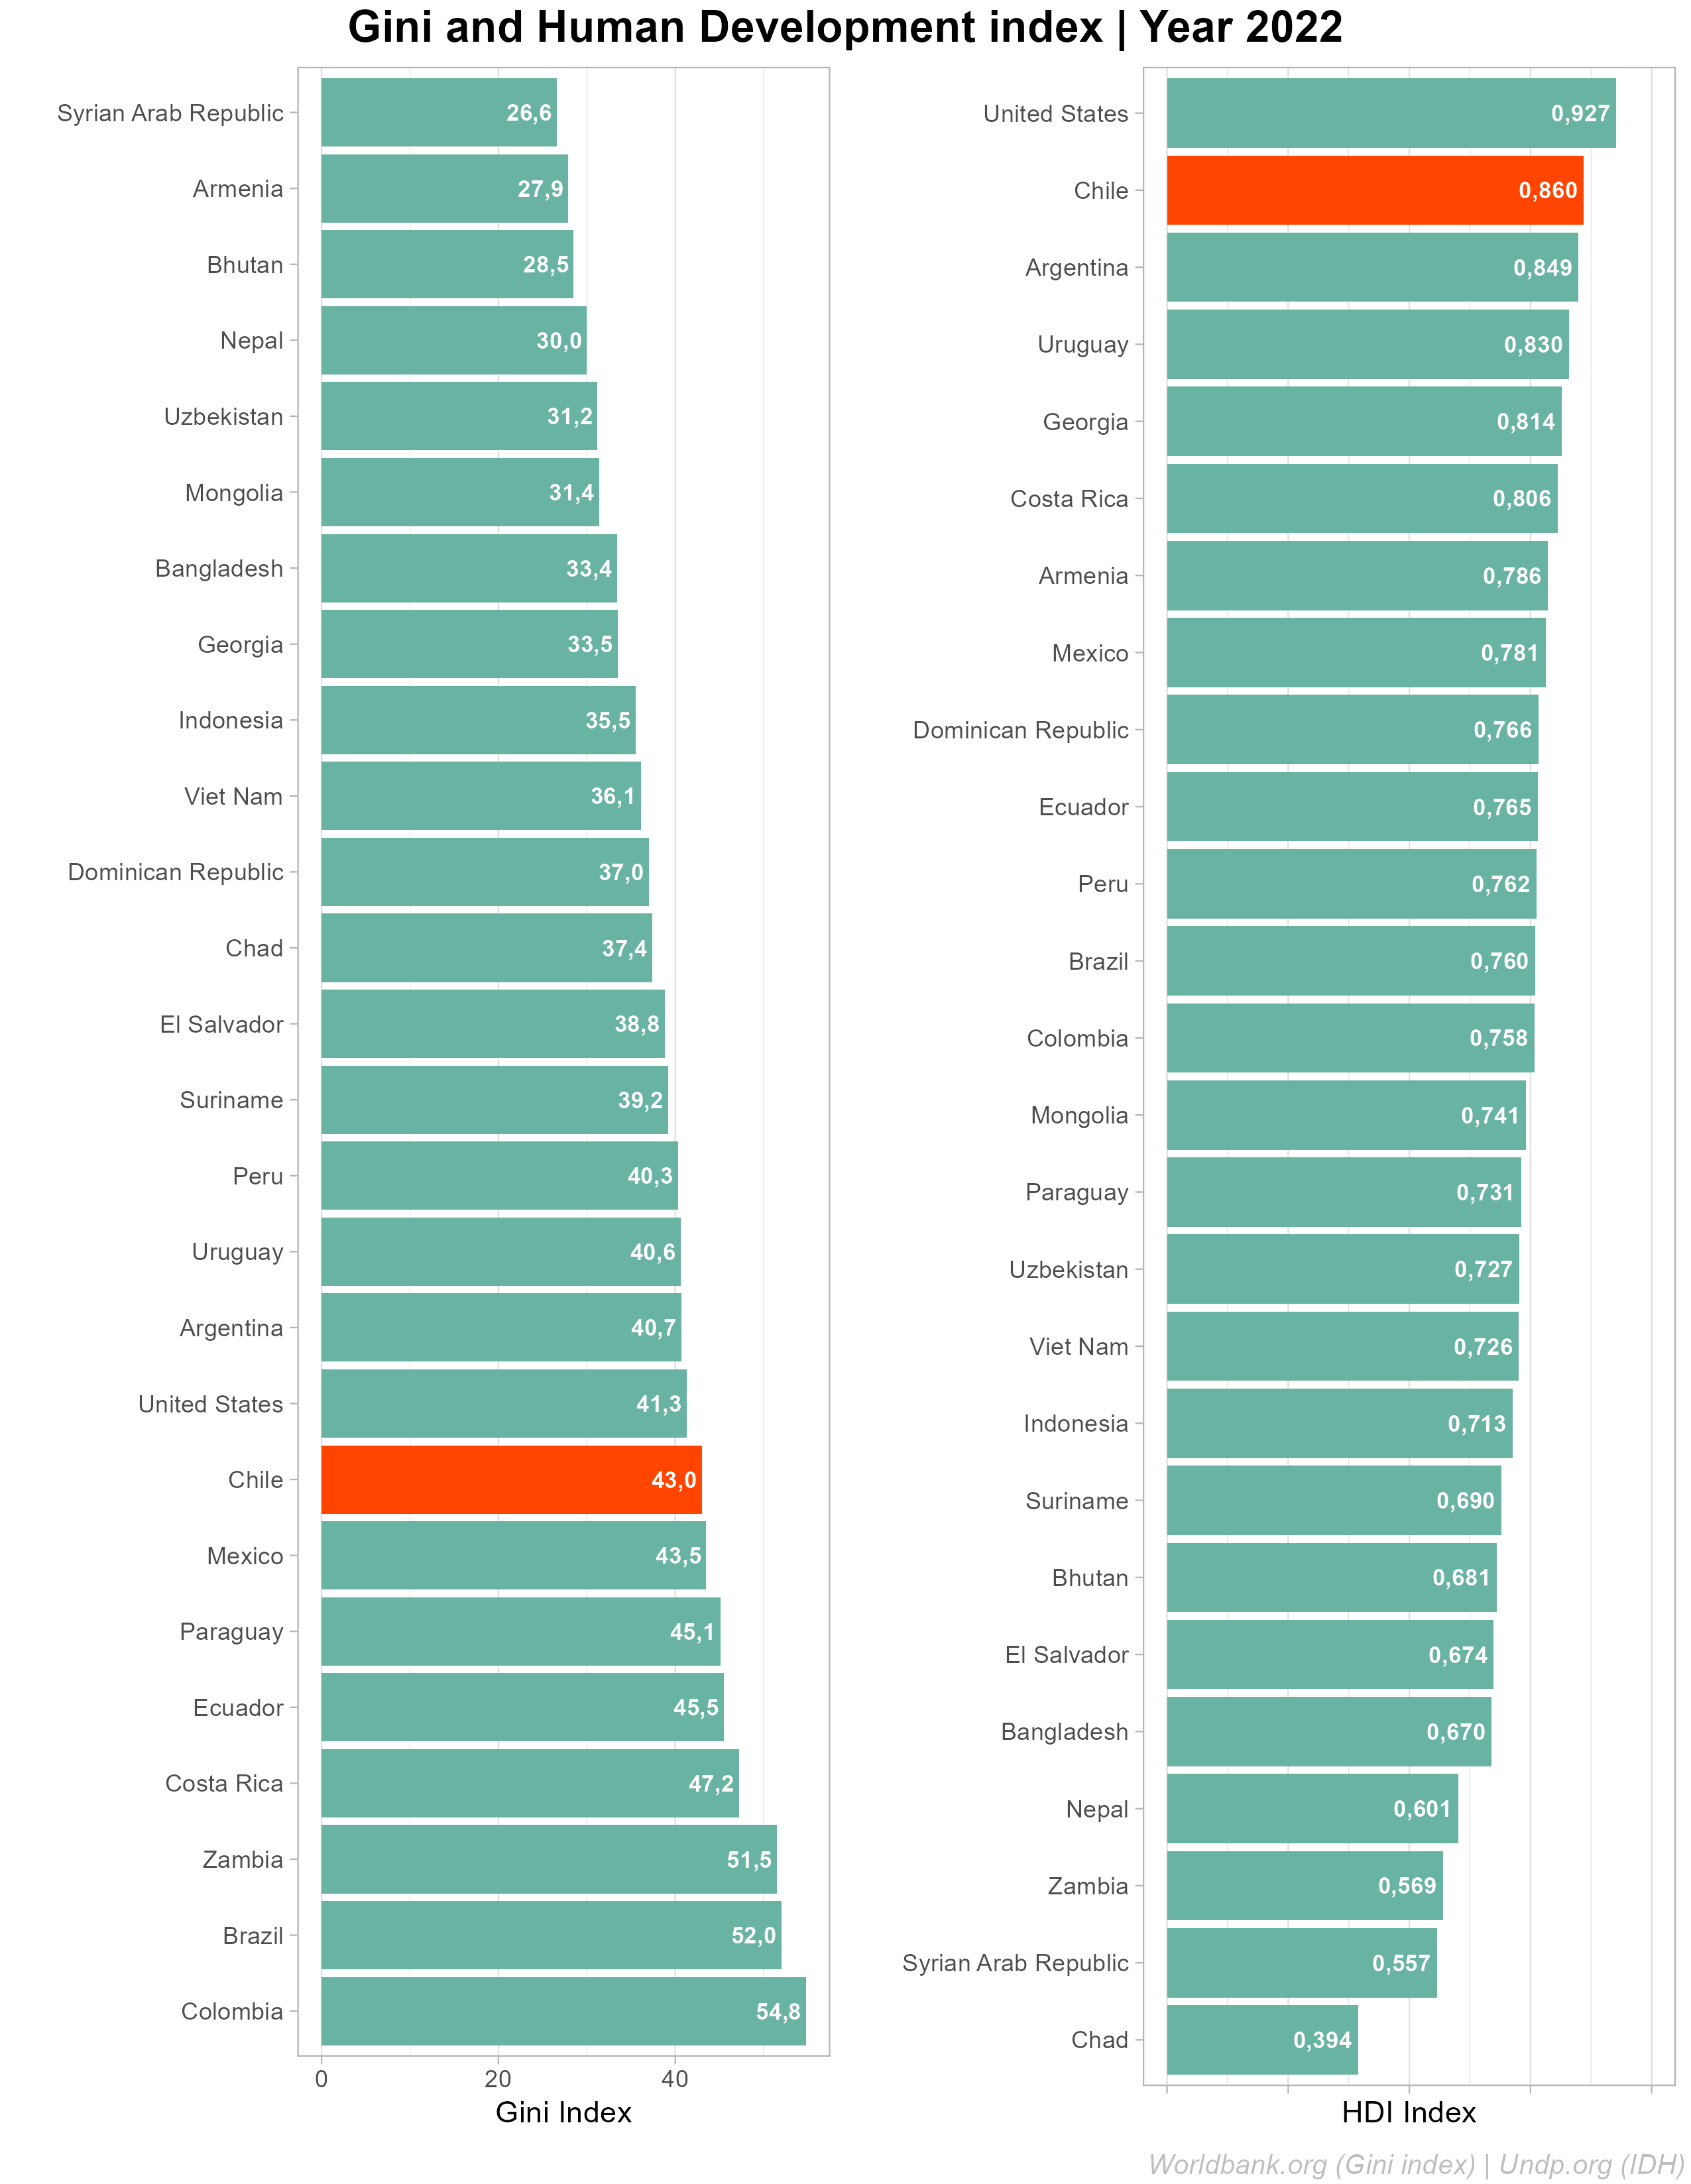 Gini and Human Development index | Year 2022
Syrian Arab Republic 26,6
Armenia 27,9
Bhutan 28,5
Nepal 30,0
Uzbekistan 31,2
Mongolia 31,4
Bangladesh 33,4
Georgia 33,5
Indonesia 35,5
Viet Nam 36,1
Dominican Republic 37,0
Chad 37,4
El Salvador 38,8
Suriname 39,2
Peru 40,3
Uruguay 40,6
Argentina 40,7
United States 41,3
Chile 43,0
Mexico 43,5
Paraguay 45,1
Ecuador 45,5
Costa Rica 47,2
Zambia 51,5
Brazil 52,0
Colombia 54,8
0 20 40
Gini Index
United States 0,927
Chile 0,860
Argentina 0,849
Uruguay 0,830
Georgia 0,814
Costa Rica 0,806
Armenia 0,786
Mexico 0,781
Dominican Republic 0,766
Ecuador 0,765
Peru 0,762
Brazil 0,760
Colombia 0,758
Mongolia 0,741
Paraguay 0,731
Uzbekistan 0,727
Viet Nam 0,726
Indonesia 0,713
Suriname 0,690
Bhutan 0,681
El Salvador 0,674
Bangladesh 0,670
Nepal 0,601
Zambia 0,569
Syrian Arab Republic 0,557
Chad 0,394
HDI Index
Worldbank.org (Gini index) | Undp.org (IDH)